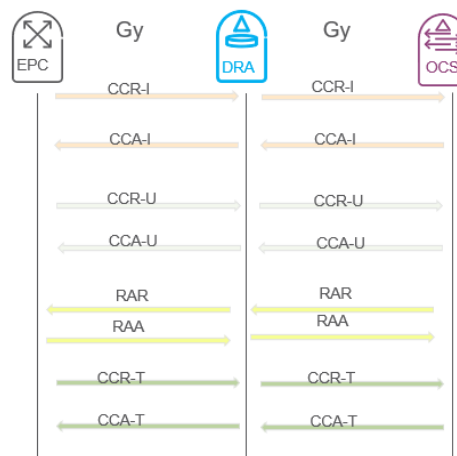 Gy Gy
EPC DRA OCS
CCR-I CCR-I
CCA-I CCA-I
CCR-U CCR-U
CCA-U CCA-U
RAR RAR
RAA RAA
CCR-T CCR-T
CCA-T CCA-T